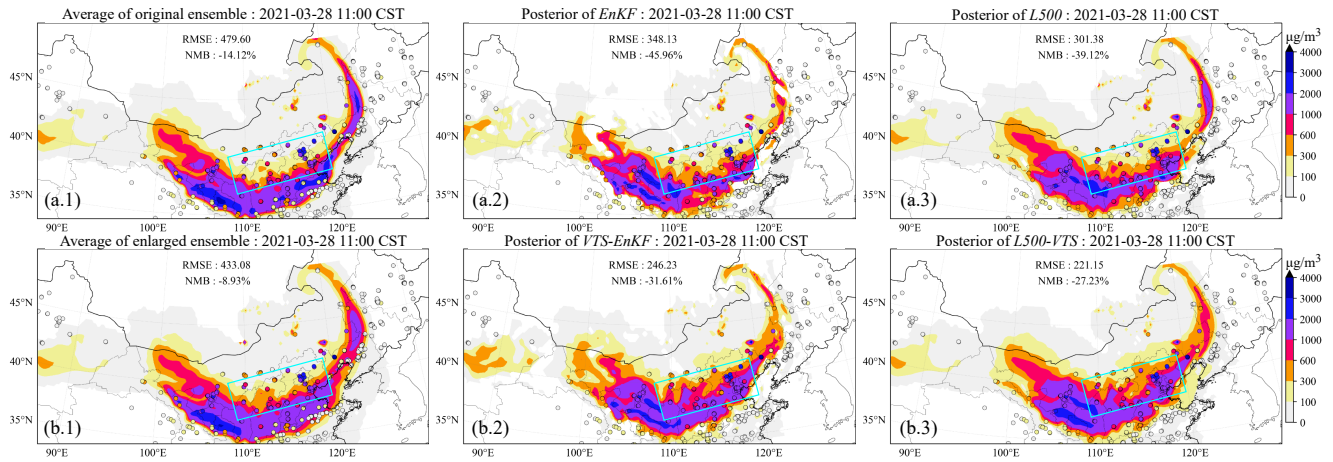 Average of original ensemble : 2021-03-28 11:00 CST
RMSE : 479.60
NMB : -14.12%
45°N
40°N
35°N
(a.1)
90°E
100°E
110°E
120°E
Posterior of EnKF : 2021-03-28 11:00 CST
RMSE : 348.13
NMB : -45.96%
45°N
40°N
35°N
(a.2)
90°E
100°E
110°E
120°E
Posterior of L500 : 2021-03-28 11:00 CST
RMSE : 301.38
NMB : -39.12%
45°N
40°N
35°N
(a.3)
90°E
100°E
110°E
120°E
µg/m³
4000
3000
2000
1000
600
300
100
0
Average of enlarged ensemble : 2021-03-28 11:00 CST
RMSE : 433.08
NMB : -8.93%
45°N
40°N
35°N
(b.1)
90°E
100°E
110°E
120°E
Posterior of VTS-EnKF : 2021-03-28 11:00 CST
RMSE : 246.23
NMB : -31.61%
45°N
40°N
35°N
(b.2)
90°E
100°E
110°E
120°E
Posterior of L500-VTS : 2021-03-28 11:00 CST
RMSE : 221.15
NMB : -27.23%
45°N
40°N
35°N
(b.3)
90°E
100°E
110°E
120°E
µg/m³
4000
3000
2000
1000
600
300
100
0